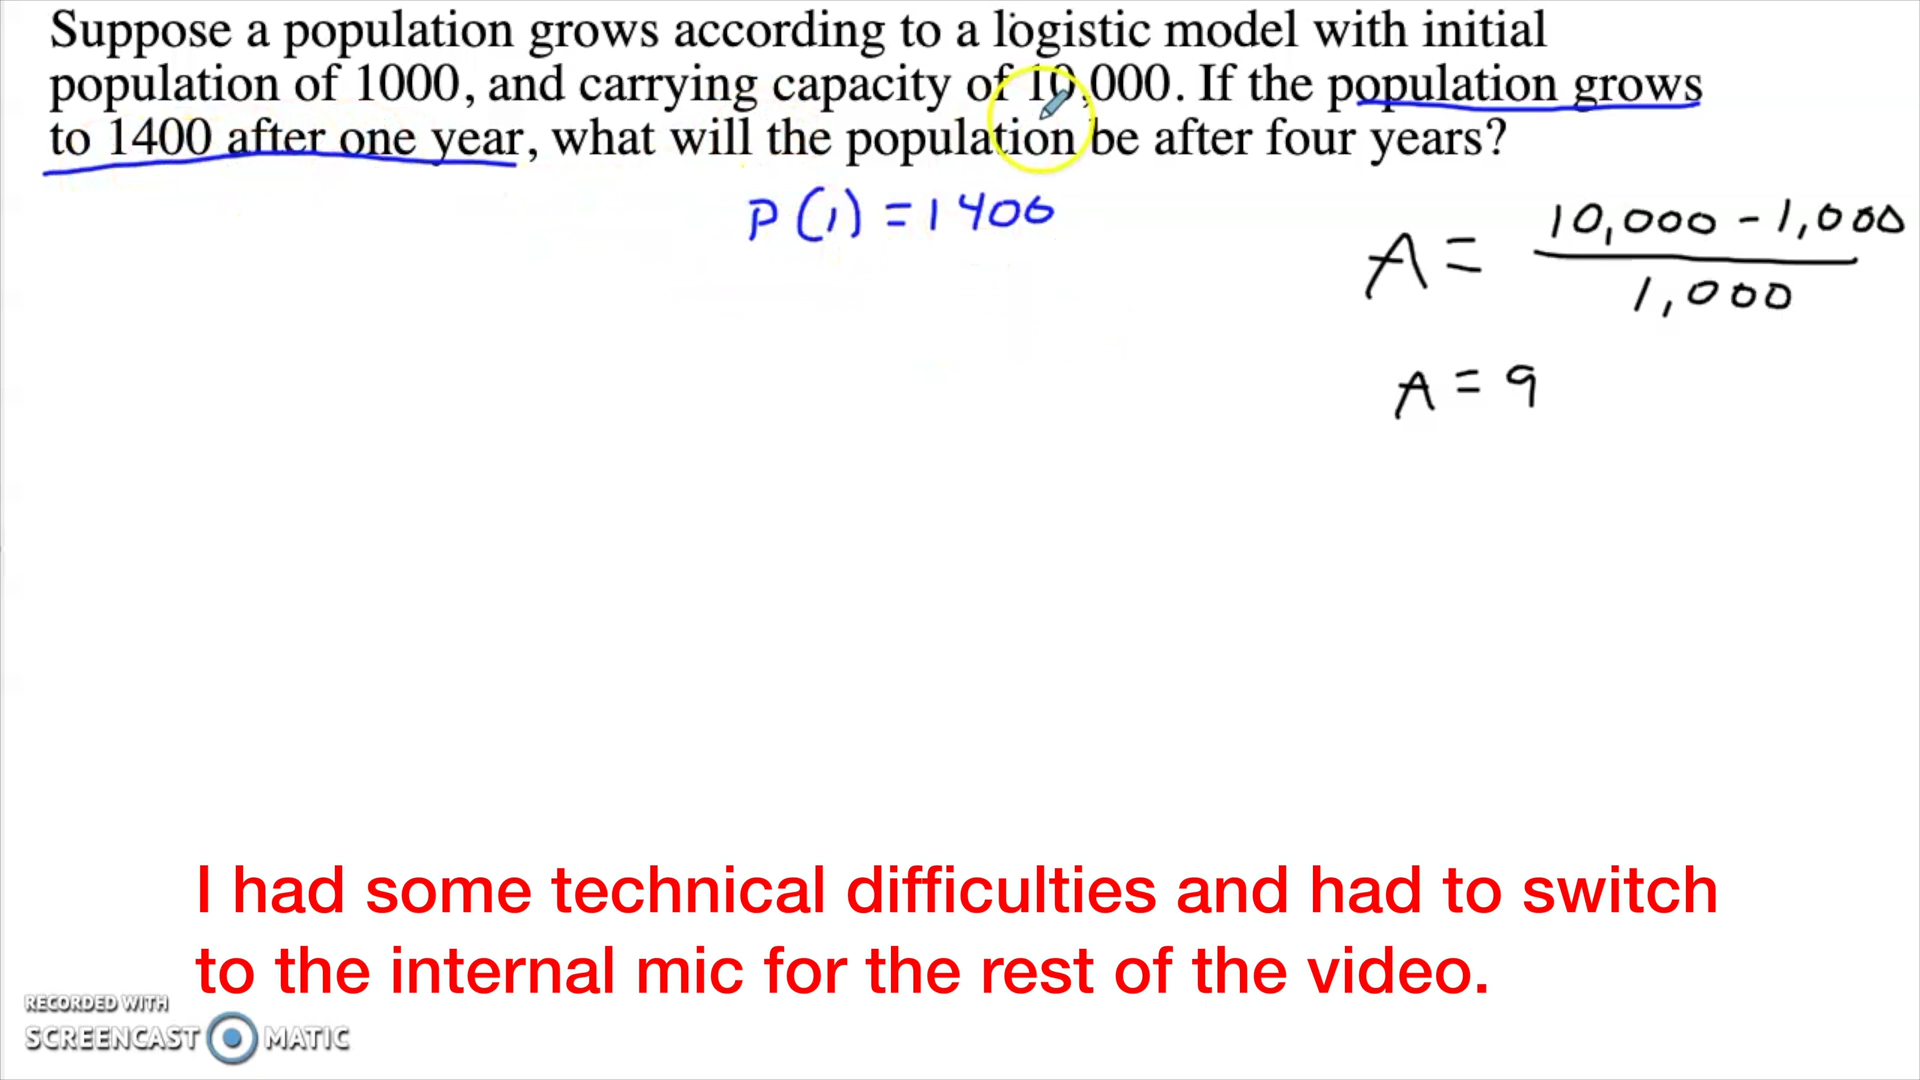 Suppose a population grows according to a logistic model with initial
population of 1000, and carrying capacity of 10,000. If the population grows
to 1400 after one year, what will the population be after four years?
P(1) = 1400
A = 10,000 - 1,000
1,000
A = 9
I had some technical difficulties and had to switch
to the internal mic for the rest of the video.
RECORDED WITH
SCREENCAST MATIC